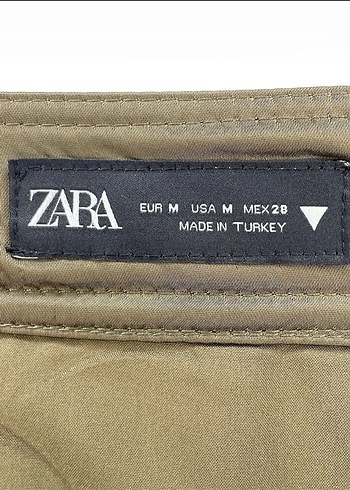 ZARA
EUR M USA M MEX 28
MADE IN TURKEY